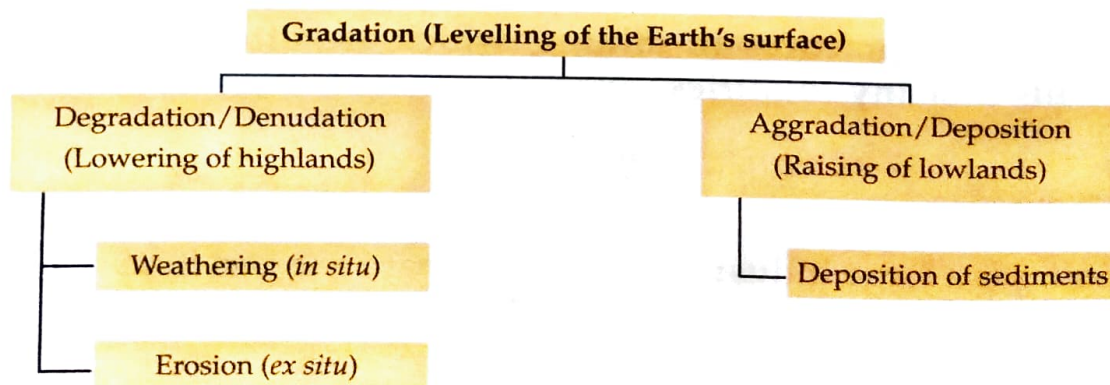 Gradation (Levelling of the Earth's surface)
Degradation/Denudation
(Lowering of highlands)
Aggradation/Deposition
(Raising of lowlands)
Weathering (in situ)
Deposition of sediments
Erosion (ex situ)